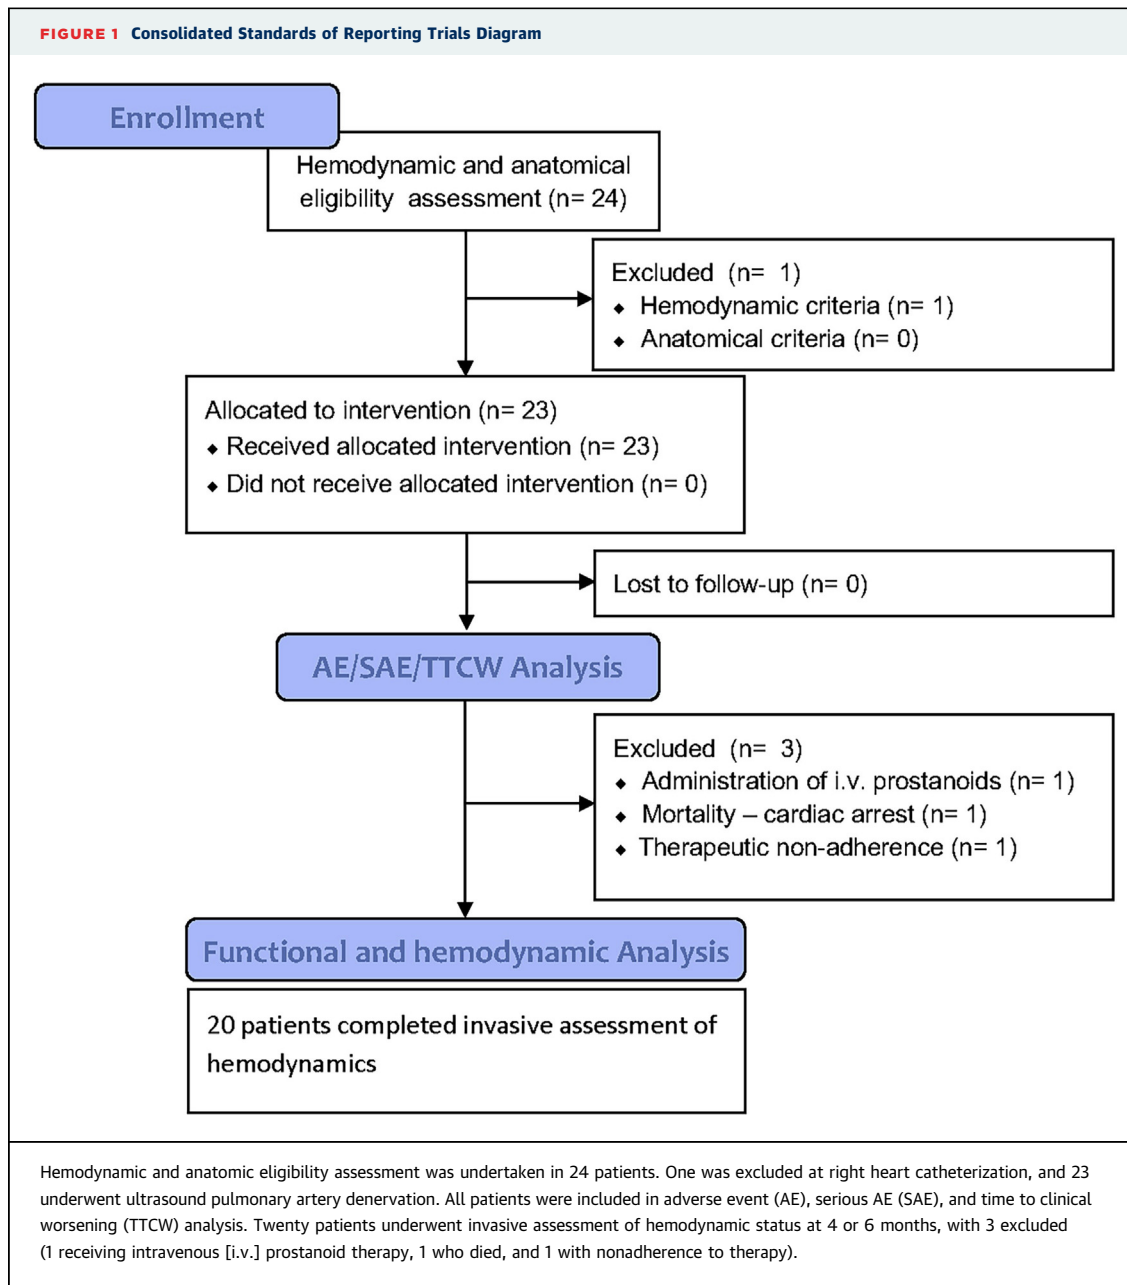 FIGURE 1 Consolidated Standards of Reporting Trials Diagram
Enrollment
Hemodynamic and anatomical
eligibility assessment (n= 24)
Excluded (n= 1)
◆ Hemodynamic criteria (n= 1)
◆ Anatomical criteria (n= 0)
Allocated to intervention (n= 23)
◆ Received allocated intervention (n= 23)
◆ Did not receive allocated intervention (n= 0)
Lost to follow-up (n= 0)
AE/SAE/TTCW Analysis
Excluded (n= 3)
◆ Administration of i.v. prostanoids (n= 1)
◆ Mortality – cardiac arrest (n= 1)
◆ Therapeutic non-adherence (n= 1)
Functional and hemodynamic Analysis
20 patients completed invasive assessment of
hemodynamics
Hemodynamic and anatomic eligibility assessment was undertaken in 24 patients. One was excluded at right heart catheterization, and 23
underwent ultrasound pulmonary artery denervation. All patients were included in adverse event (AE), serious AE (SAE), and time to clinical
worsening (TTCW) analysis. Twenty patients underwent invasive assessment of hemodynamic status at 4 or 6 months, with 3 excluded
(1 receiving intravenous [i.v.] prostanoid therapy, 1 who died, and 1 with nonadherence to therapy).